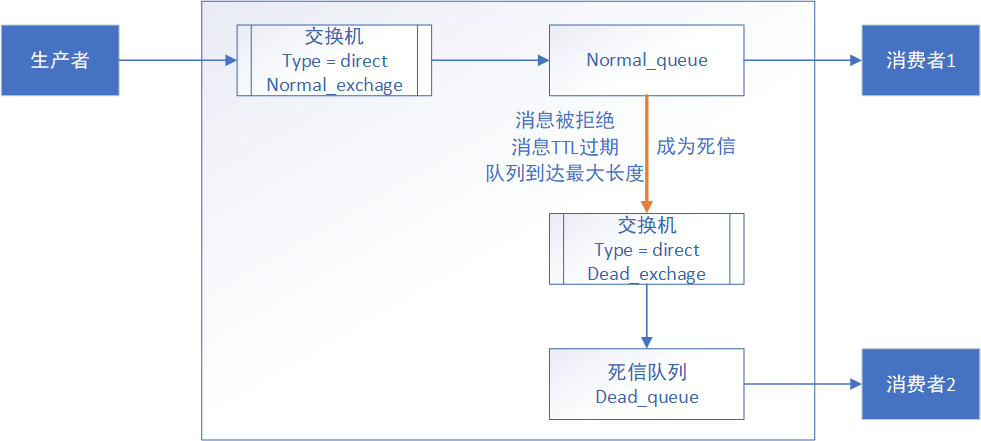 生产者
交换机
Type = direct
Normal_exchage
Normal_queue
消费者1
消息被拒绝
消息TTL过期
队列到达最大长度
成为死信
交换机
Type = direct
Dead_exchage
死信队列
Dead_queue
消费者2